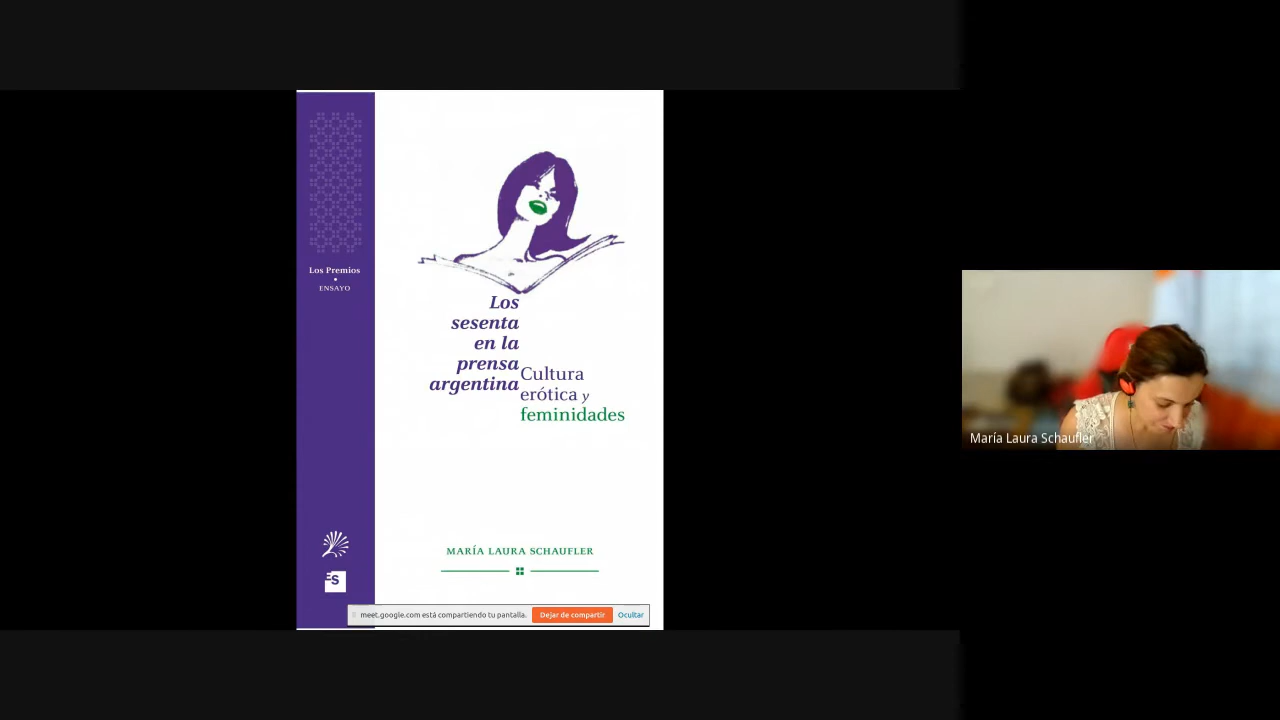 Los Premios
ENSAYO
Los
sesenta
en la
prensa
argentina
Cultura
erótica y
feminidades
MARÍA LAURA SCHAUFLER
ES
meet.google.com está compartiendo tu pantalla.
Dejar de compartir
Ocultar
María Laura Schaufler